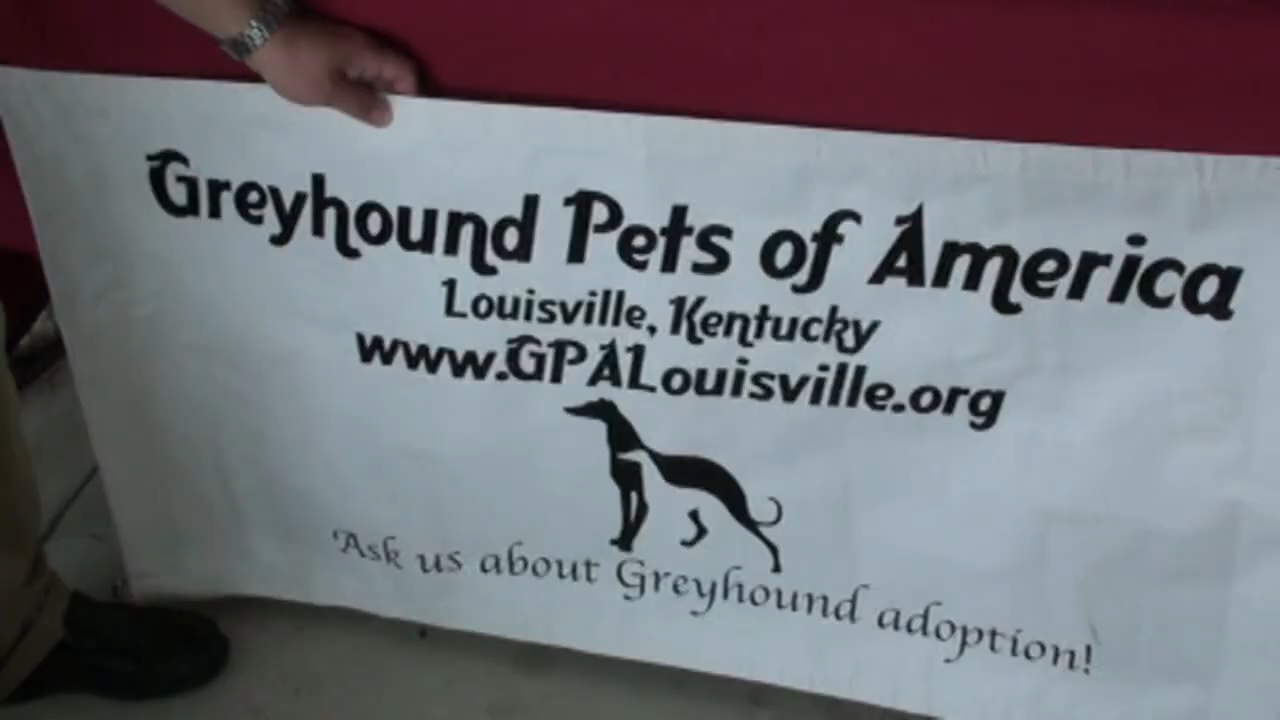 Greyhound Pets of America
Louisville, Kentucky
www.GPALouisville.org
Ask us about Greyhound adoption!